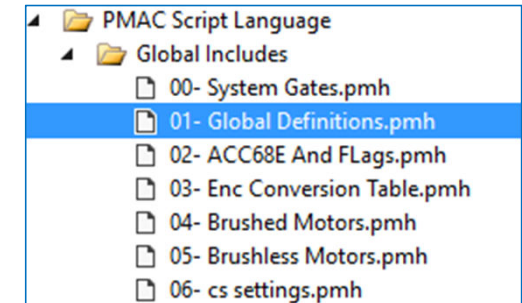 PMAC Script Language
Global Includes
00- System Gates.pmh
01- Global Definitions.pmh
02- ACC68E And FLags.pmh
03- Enc Conversion Table.pmh
04- Brushed Motors.pmh
05- Brushless Motors.pmh
06- cs settings.pmh